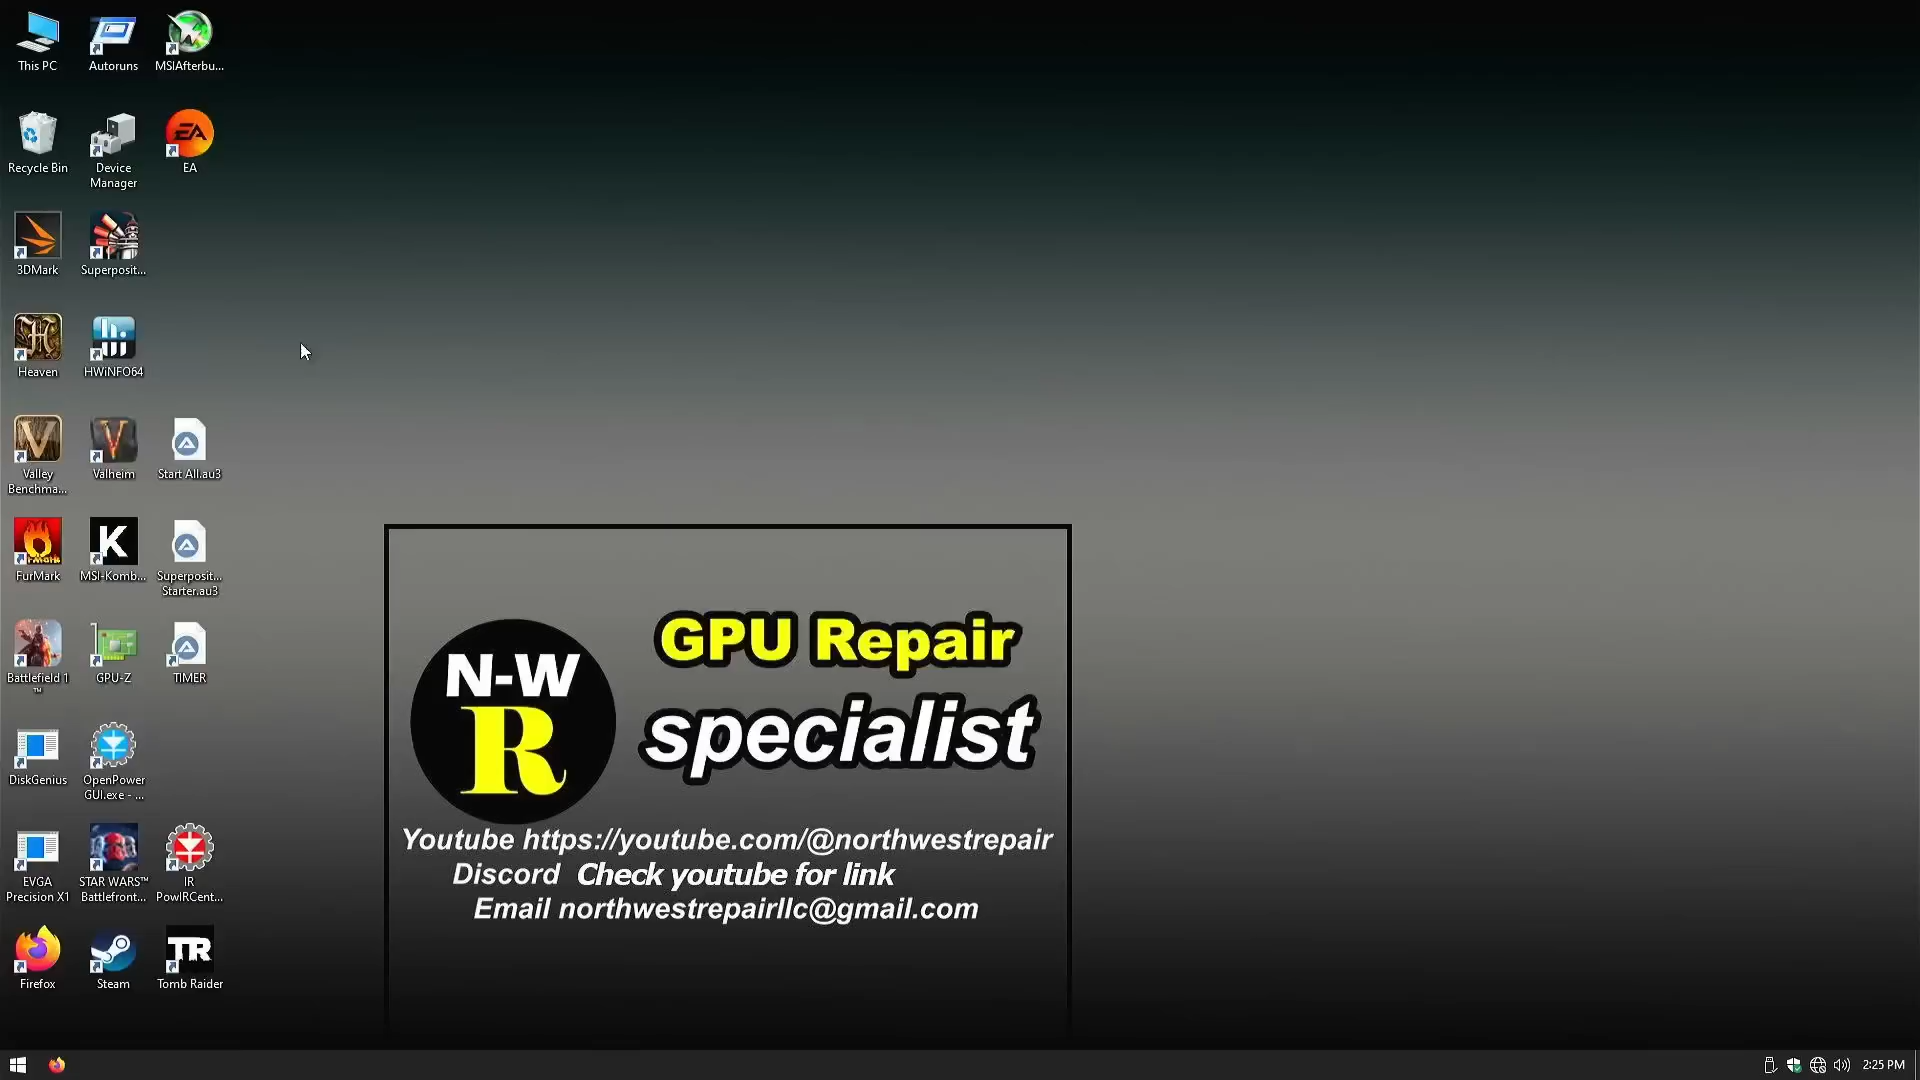 This PC
Autoruns
MSIAfterbu...
Recycle Bin
Device
Manager
EA
3DMark
Superposit...
Heaven
HWiNFO64
Valley
Benchma...
Valheim
Start All.au3
FurMark
MSI-Komb...
Superposit...
Starter.au3
Battlefield 1
™
GPU-Z
TIMER
DiskGenius
OpenPower
GUI.exe - ...
EVGA
Precision X1
STAR WARS™
Battlefront...
IR
PowIRCent...
Firefox
Steam
TR
Tomb Raider
N-W
R
GPU Repair
specialist
Youtube https://youtube.com/@northwestrepair
Discord Check youtube for link
Email northwestrepairllc@gmail.com
2:25 PM